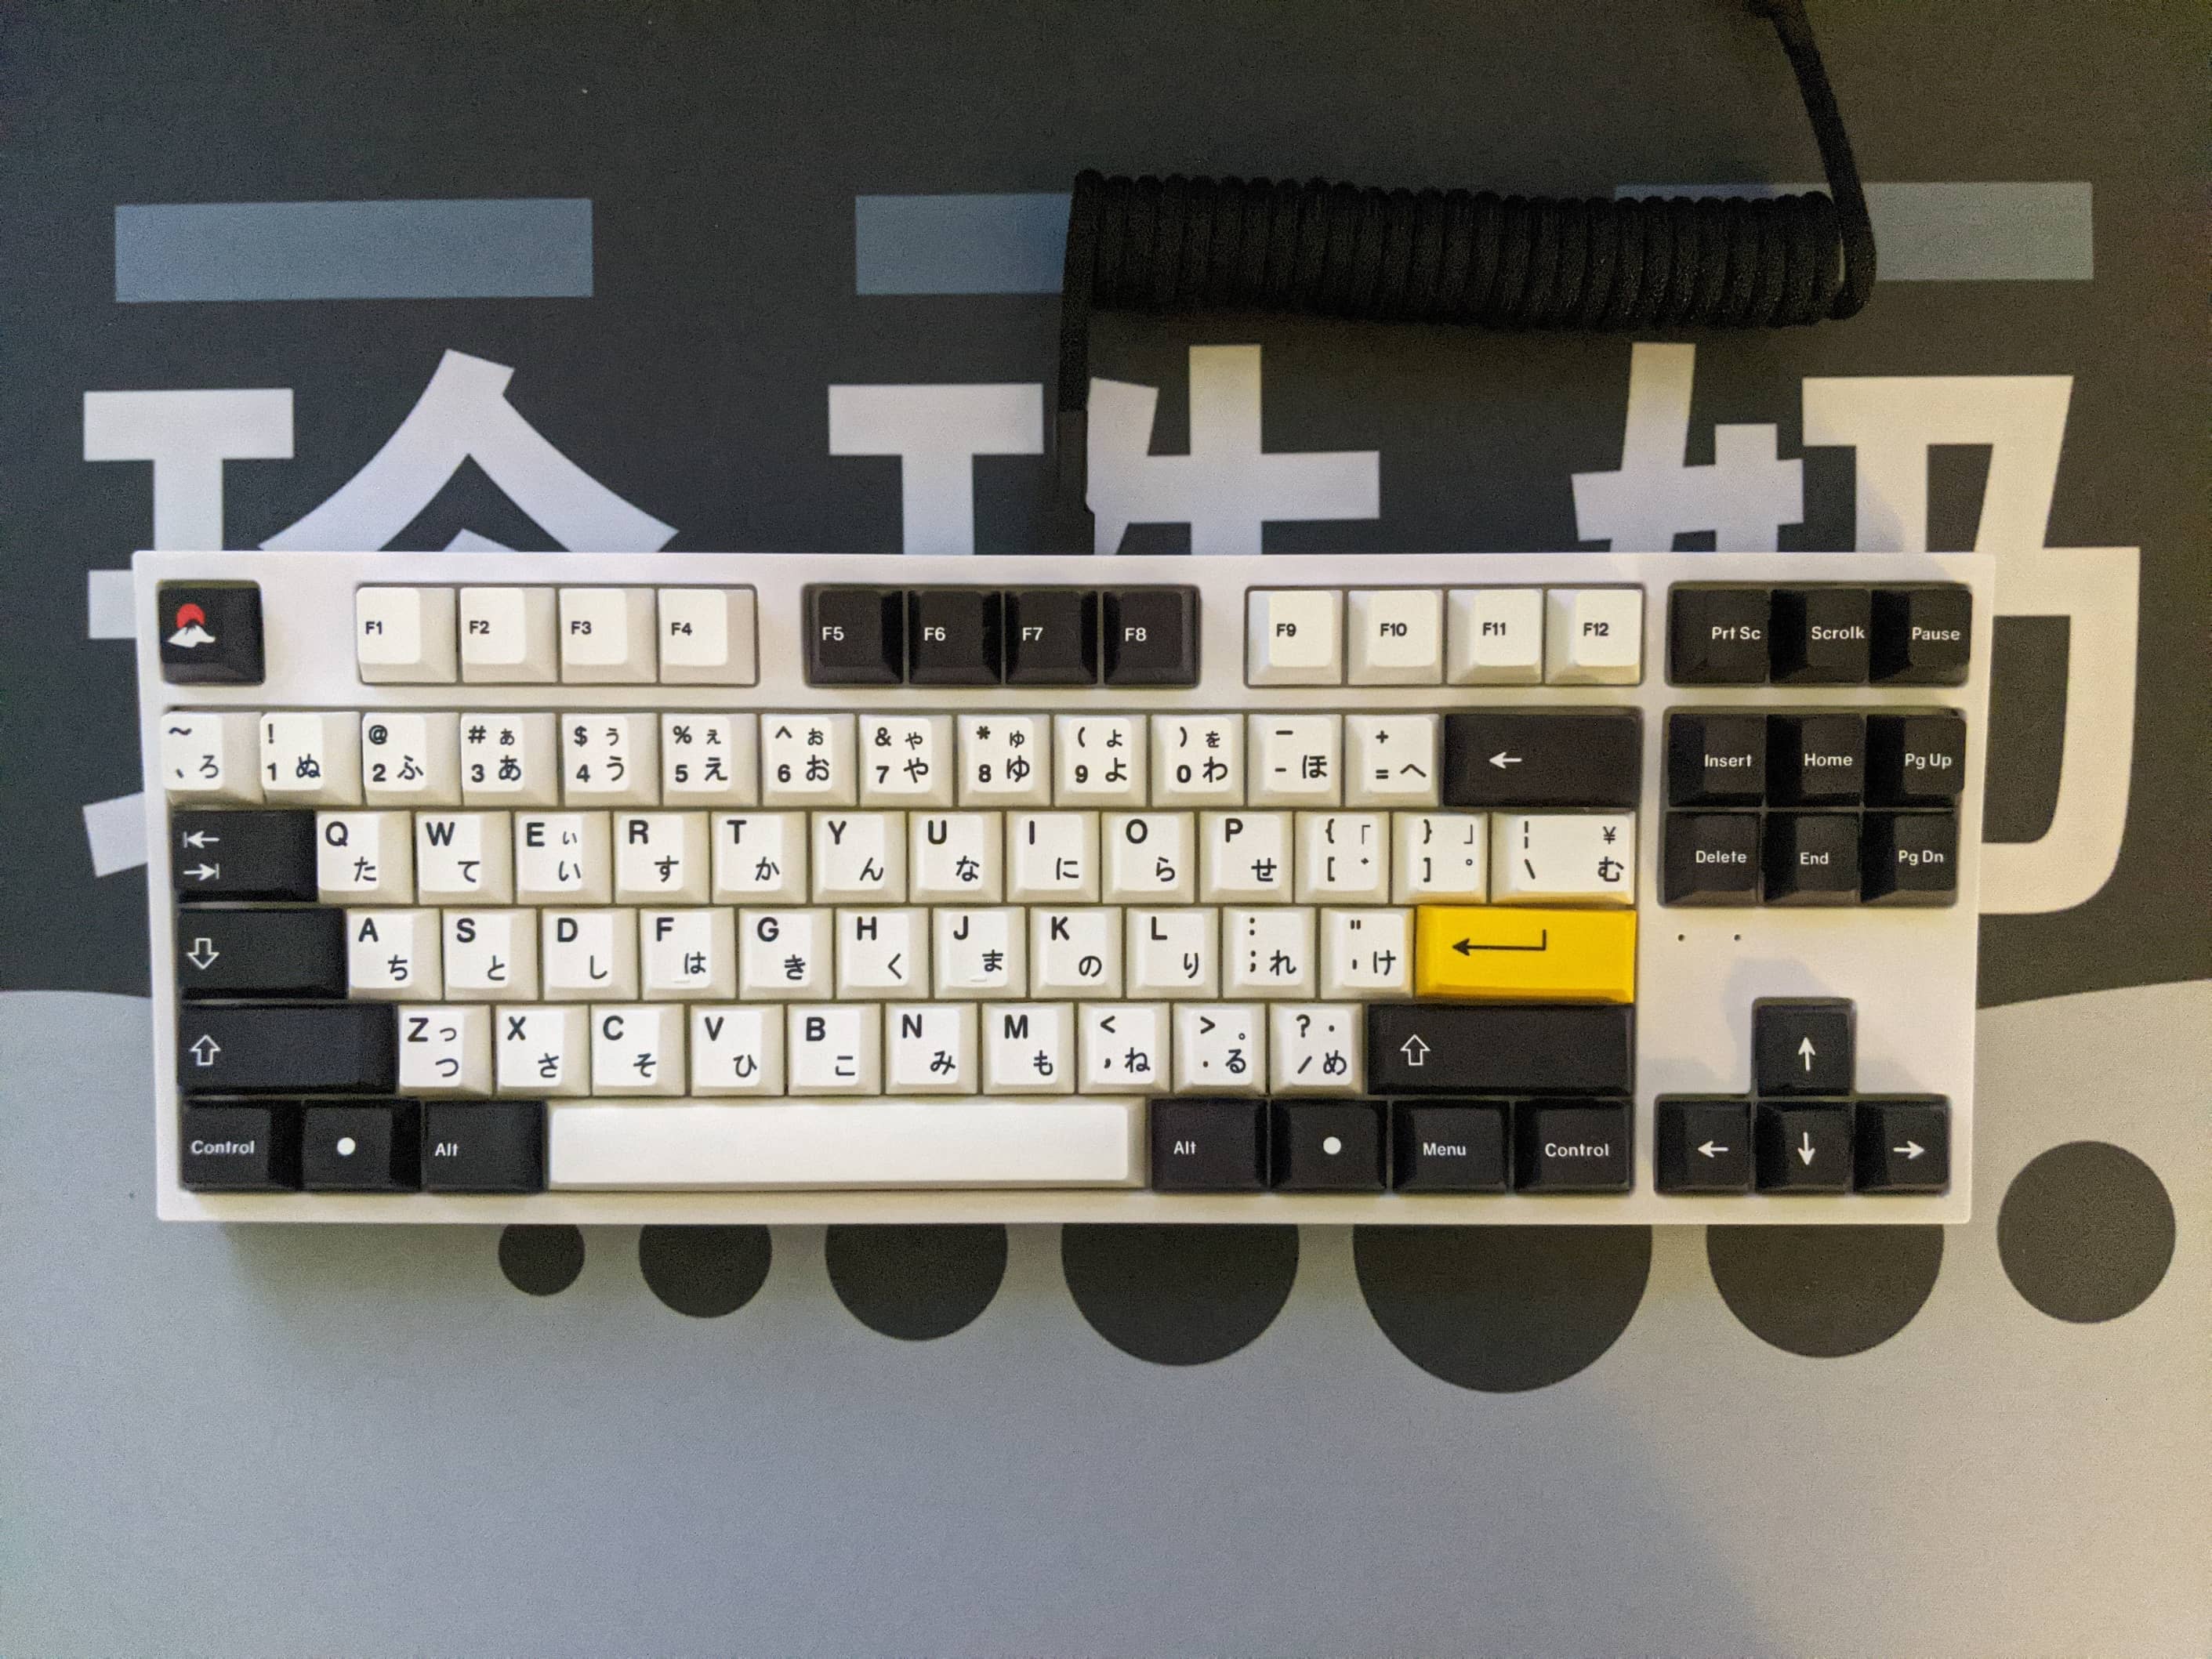 珍珠奶
F1 F2 F3 F4 F5 F6 F7 F8 F9 F10 F11 F12 Prt Sc Scrolk Pause
~ ! @ # ぁ $ ぅ % ぇ ^ ぉ & ゃ * ゅ ( ょ ) を _ +
、 ろ 1 ぬ 2 ふ 3 あ 4 う 5 え 6 お 7 や 8 ゆ 9 よ 0 わ - ほ = へ ← Insert Home Pg Up
Q W E ぃ R T Y U I O P { 「 } 」 ¦ ¥
た て い す か ん な に ら せ [ ゛ ] ゜ \ む Delete End Pg Dn
A S D F G H J K L : "
ち と し は き く ま の り ; れ ' け
Z っ X C V B N M < > 。 ? ・
つ さ そ ひ こ み も , ね . る / め ↑
Control Alt Alt Menu Control ← ↓ →